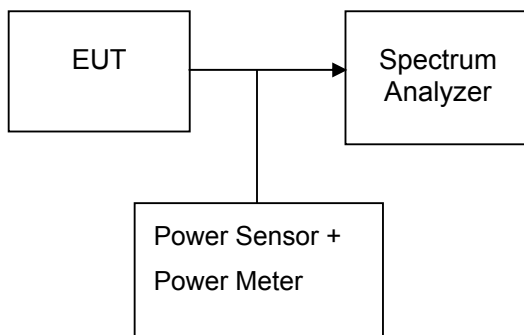 EUT
Spectrum
Analyzer
Power Sensor +
Power Meter